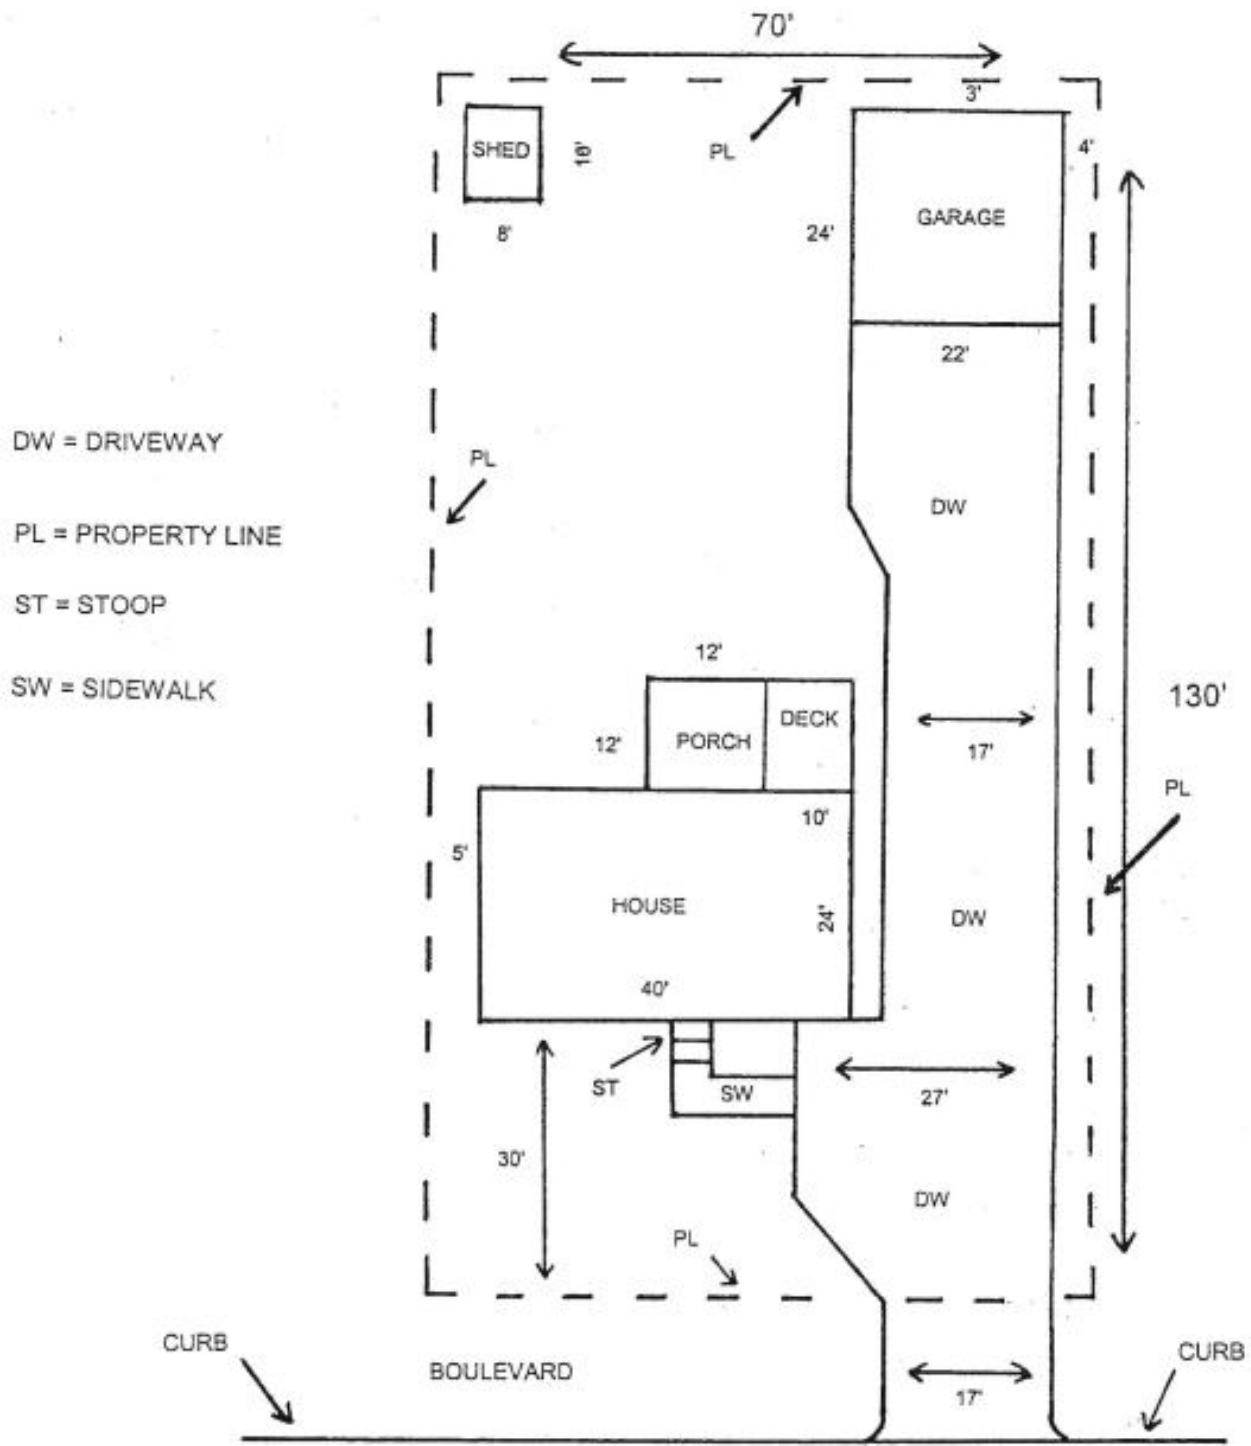 70'
3'
SHED
10'
PL
4'
GARAGE
24'
8'
22'
DW = DRIVEWAY
PL
DW
PL = PROPERTY LINE
ST = STOOP
12'
SW = SIDEWALK
130'
DECK
12'
PORCH
17'
PL
10'
5'
HOUSE
24'
DW
40'
ST
SW
27'
30'
DW
PL
CURB
CURB
BOULEVARD
17'